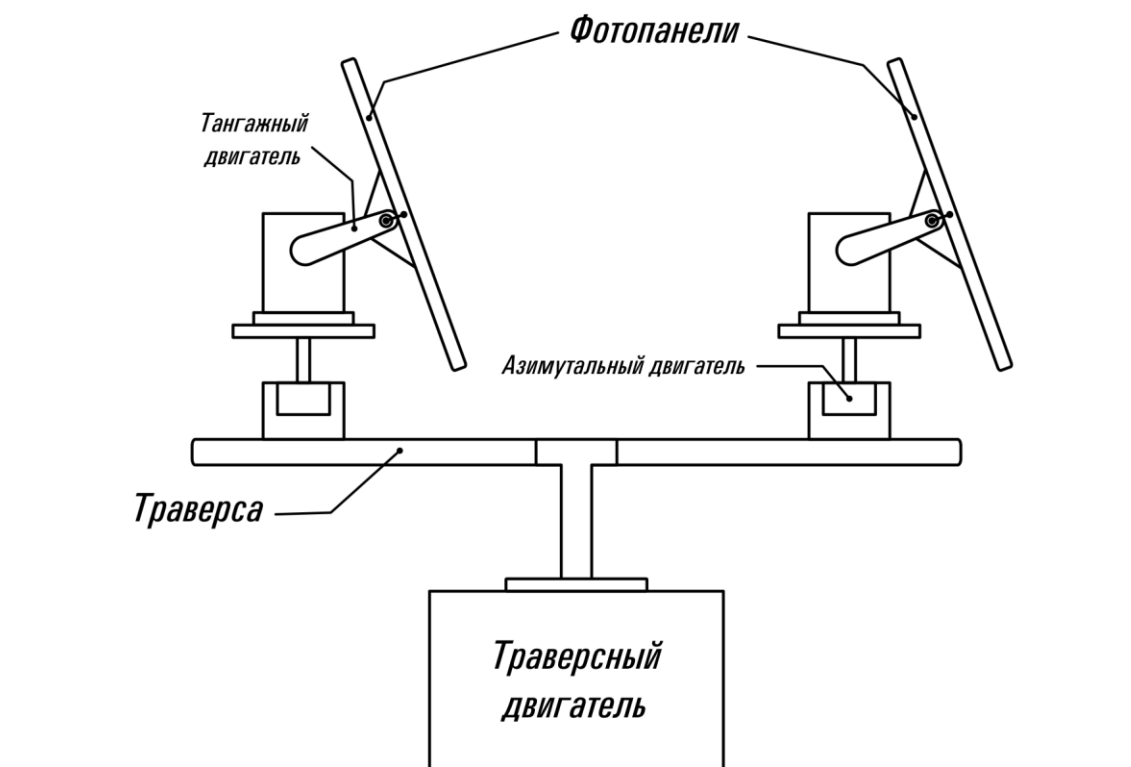 Фотопанели
Тангажный
двигатель
Азимутальный двигатель
Траверса
Траверсный
двигатель